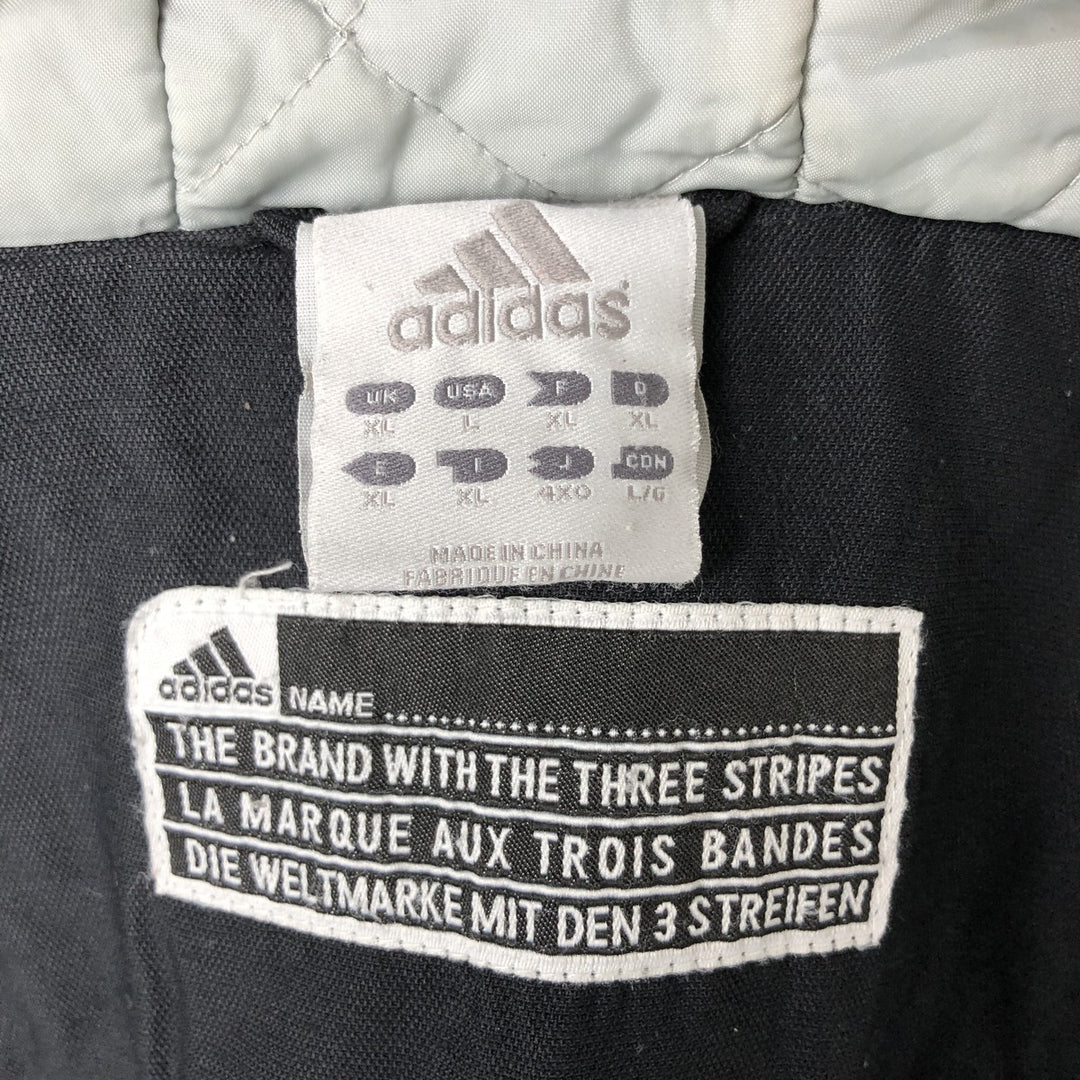 adidas
UK USA F D
XL L XL XL
E I J CDN
XL XL 4XO L/G
MADE IN CHINA
FABRIQUE EN CHINE
adidas NAME
THE BRAND WITH THE THREE STRIPES
LA MARQUE AUX TROIS BANDES
DIE WELTMARKE MIT DEN 3 STREIFEN